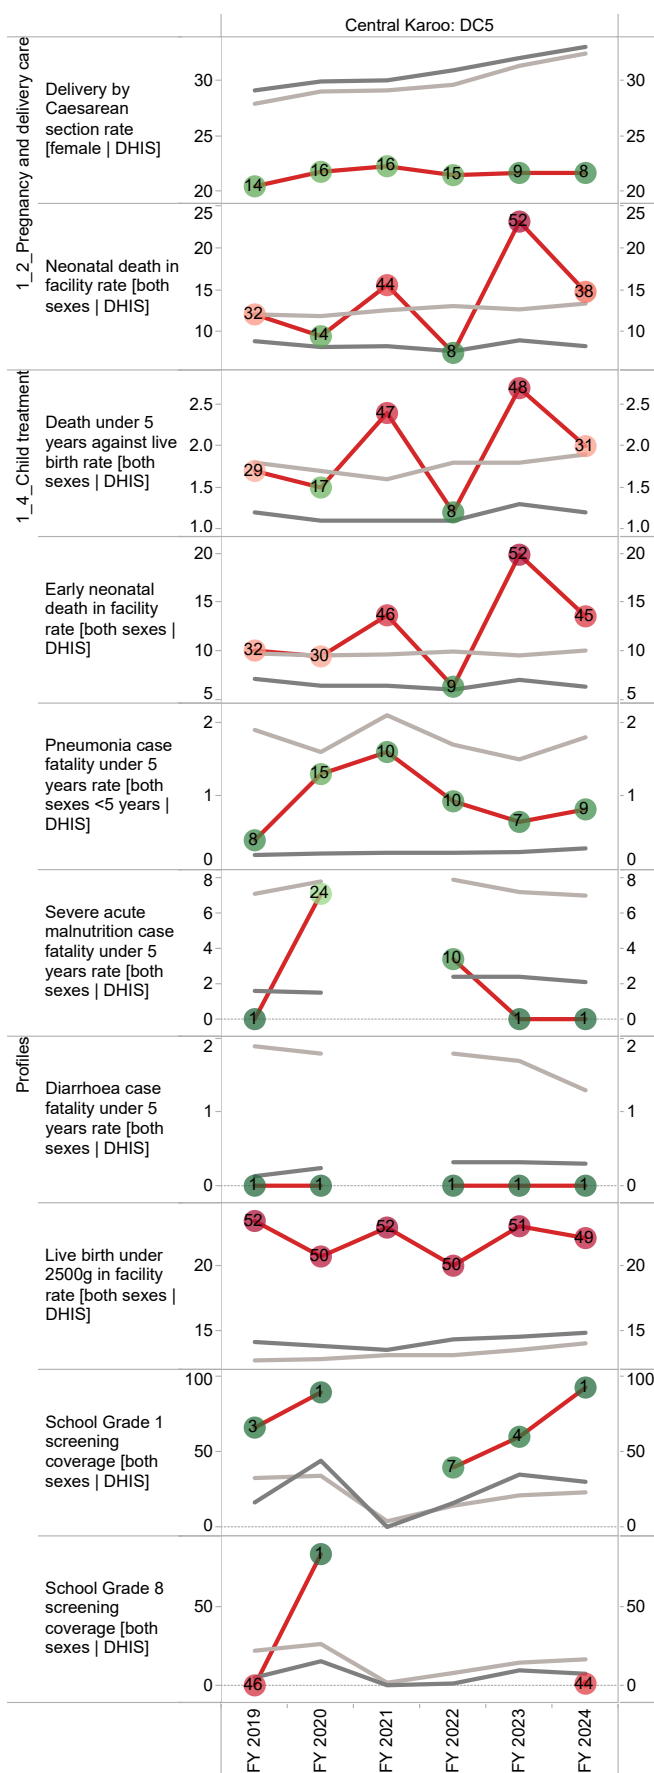 Central Karoo: DC5
1_2_Pregnancy and delivery care
Delivery by
Caesarean
section rate
[female | DHIS]
30
25
20
14
16
16
15
9
8
30
25
20
Neonatal death in
facility rate [both
sexes | DHIS]
25
20
15
10
32
14
44
8
52
38
25
20
15
10
1_4_Child treatment
Death under 5
years against live
birth rate [both
sexes | DHIS]
2.5
2.0
1.5
1.0
29
17
47
8
48
31
2.5
2.0
1.5
1.0
Early neonatal
death in facility
rate [both sexes |
DHIS]
20
15
10
5
32
30
46
9
52
45
20
15
10
5
Pneumonia case
fatality under 5
years rate [both
sexes <5 years |
DHIS]
2
1
0
8
15
10
10
7
9
2
1
0
Severe acute
malnutrition case
fatality under 5
years rate [both
sexes | DHIS]
8
6
4
2
0
1
24
10
1
1
8
6
4
2
0
Profiles
Diarrhoea case
fatality under 5
years rate [both
sexes | DHIS]
2
1
0
1
1
1
1
1
2
1
0
Live birth under
2500g in facility
rate [both sexes |
DHIS]
20
15
52
50
52
50
51
49
20
15
School Grade 1
screening
coverage [both
sexes | DHIS]
100
50
0
3
1
7
4
1
100
50
0
School Grade 8
screening
coverage [both
sexes | DHIS]
50
0
46
1
44
50
0
FY 2019
FY 2020
FY 2021
FY 2022
FY 2023
FY 2024